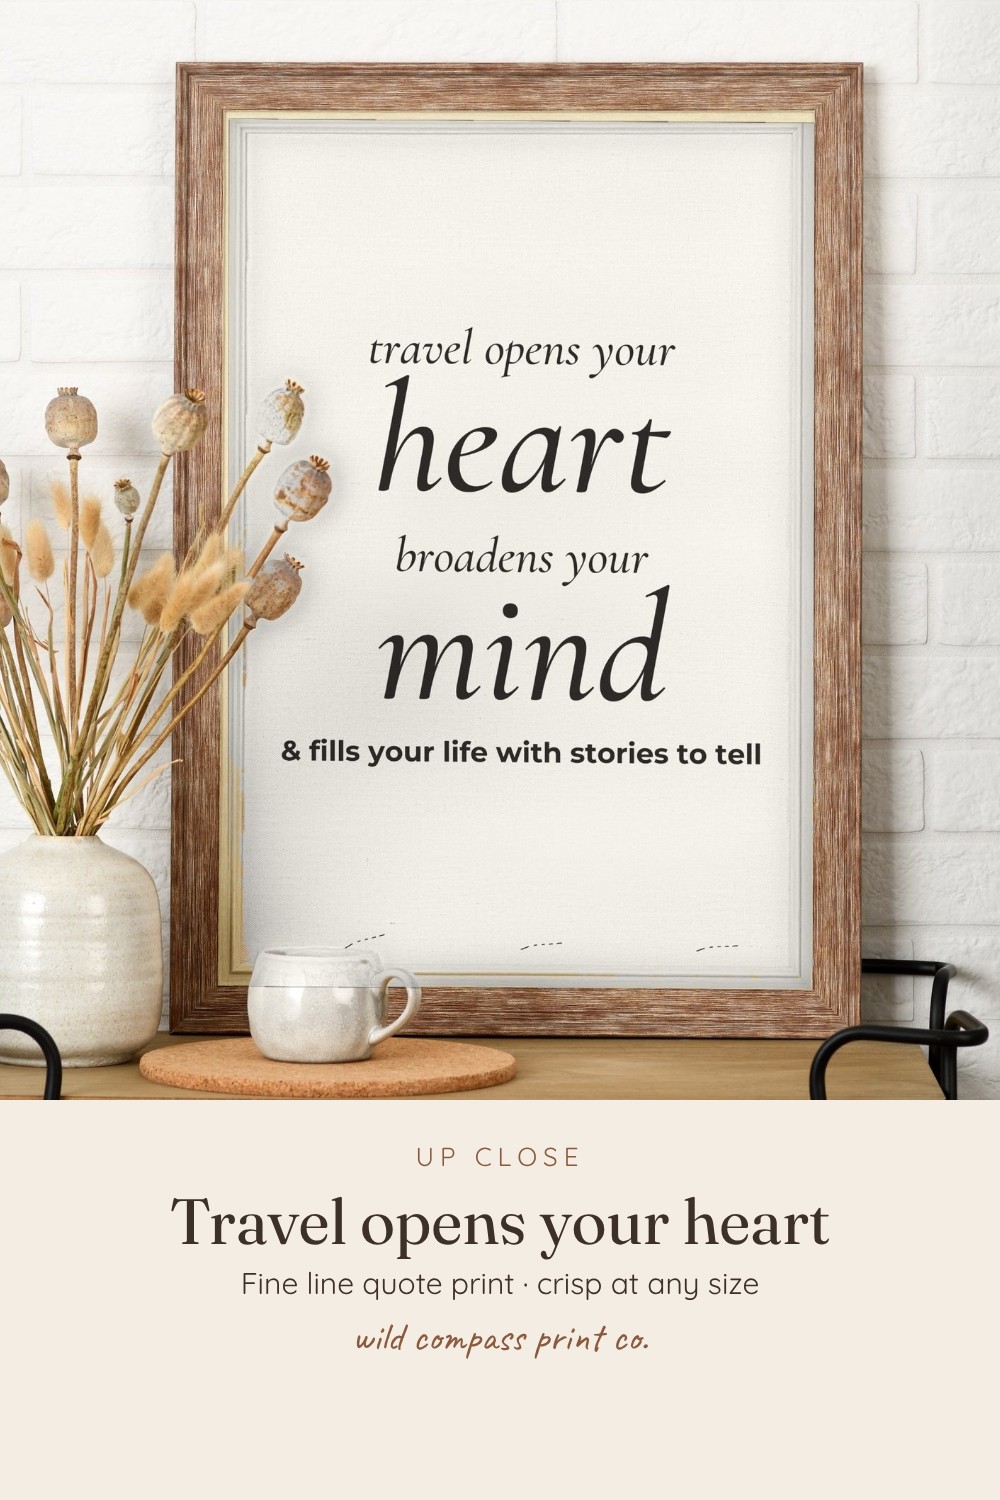 travel opens your
heart
broadens your
mind
& fills your life with stories to tell
UP CLOSE
Travel opens your heart
Fine line quote print · crisp at any size
wild compass print co.